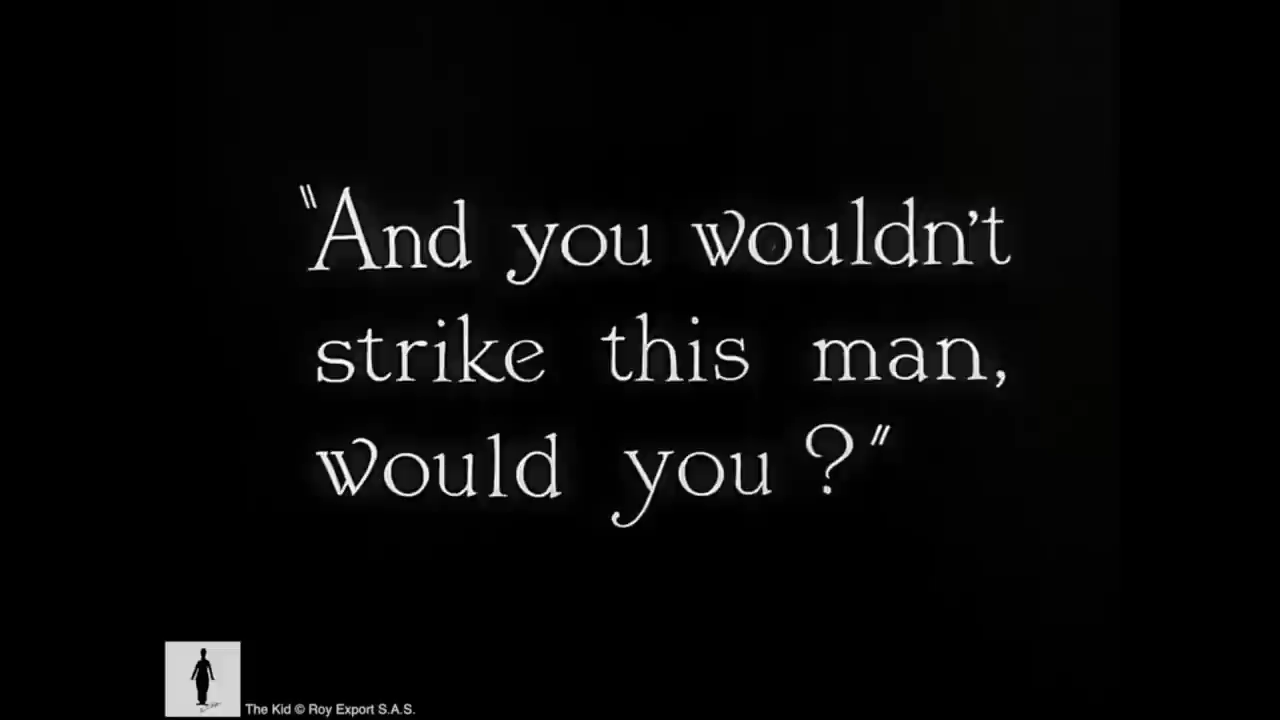 "And you wouldn't
strike this man,
would you?"
The Kid © Roy Export S.A.S.